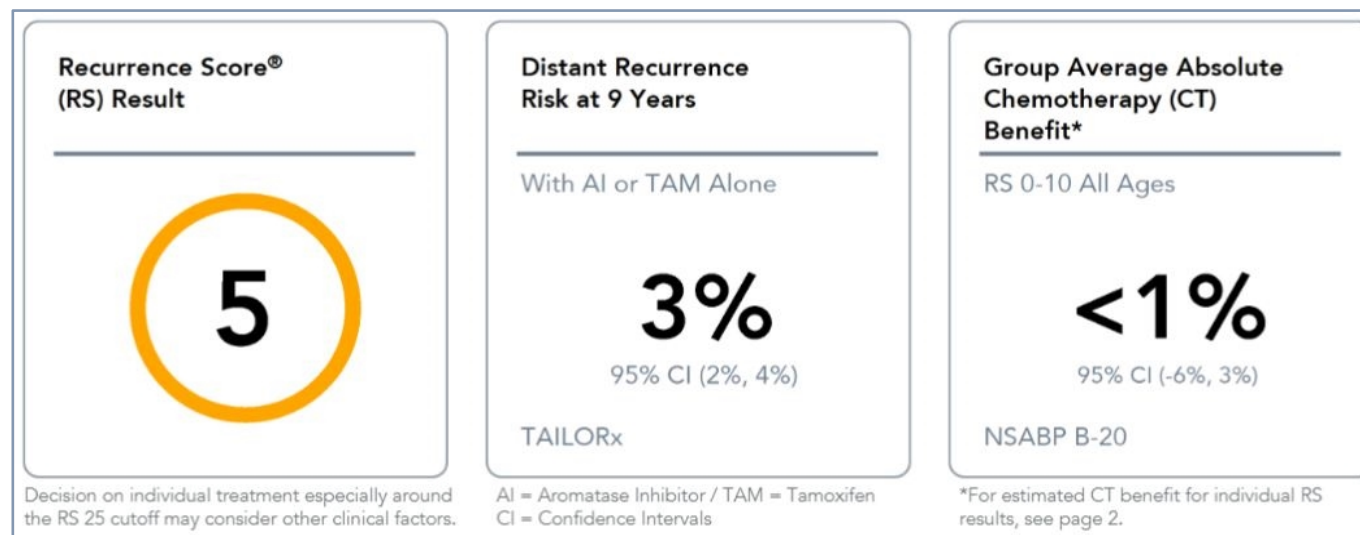 Recurrence Score®
(RS) Result
5
Decision on individual treatment especially around
the RS 25 cutoff may consider other clinical factors.
Distant Recurrence
Risk at 9 Years
With AI or TAM Alone
3%
95% CI (2%, 4%)
TAILORx
AI = Aromatase Inhibitor / TAM = Tamoxifen
CI = Confidence Intervals
Group Average Absolute
Chemotherapy (CT)
Benefit*
RS 0-10 All Ages
<1%
95% CI (-6%, 3%)
NSABP B-20
*For estimated CT benefit for individual RS
results, see page 2.